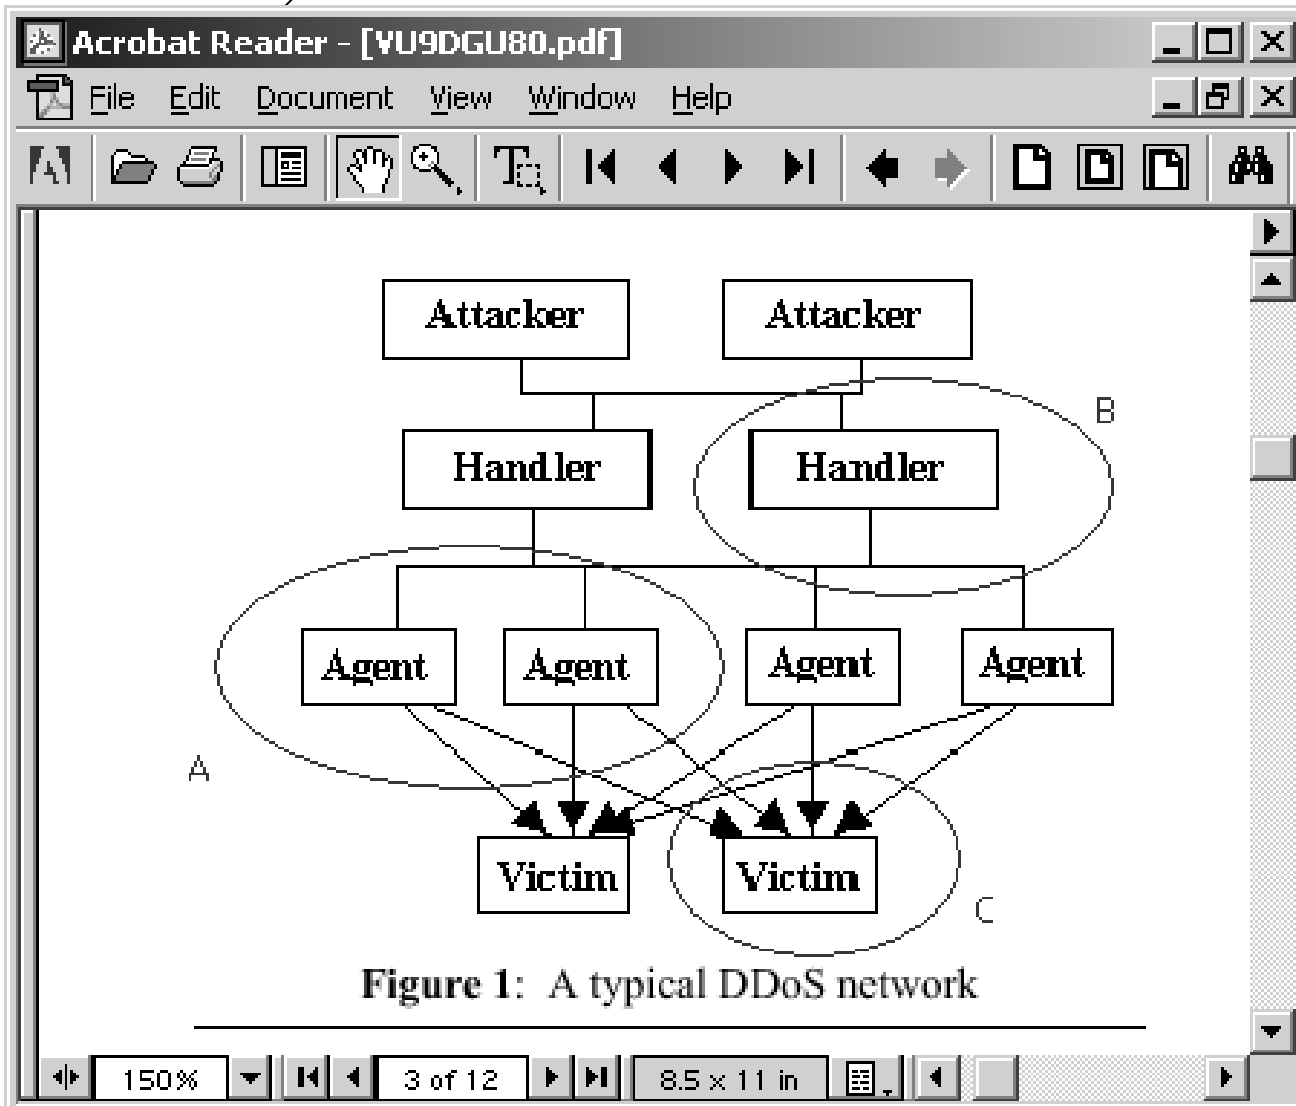 Acrobat Reader - [VU9DGU80.pdf]
File Edit Document View Window Help
Attacker Attacker
B
Handler Handler
Agent Agent Agent Agent
A
Victim Victim
C
Figure 1: A typical DDoS network
150% 3 of 12 8.5 x 11 in